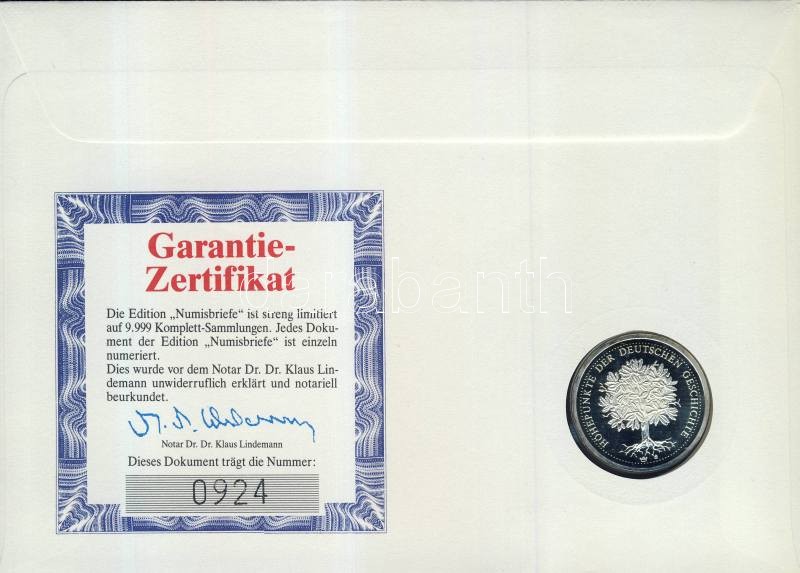 Garantie-
Zertifikat
Die Edition „Numisbriefe" ist streng limitiert
auf 9.999 Komplett-Sammlungen. Jedes Doku-
ment der Edition „Numisbriefe" ist einzeln
numeriert.
Dies wurde vor dem Notar Dr. Dr. Klaus Lin-
demann unwiderruflich erklärt und notariell
beurkundet.
Notar Dr. Dr. Klaus Lindemann
Dieses Dokument trägt die Nummer:
0924
HÖHEPUNKTE DER DEUTSCHEN GESCHICHTE
darabanth